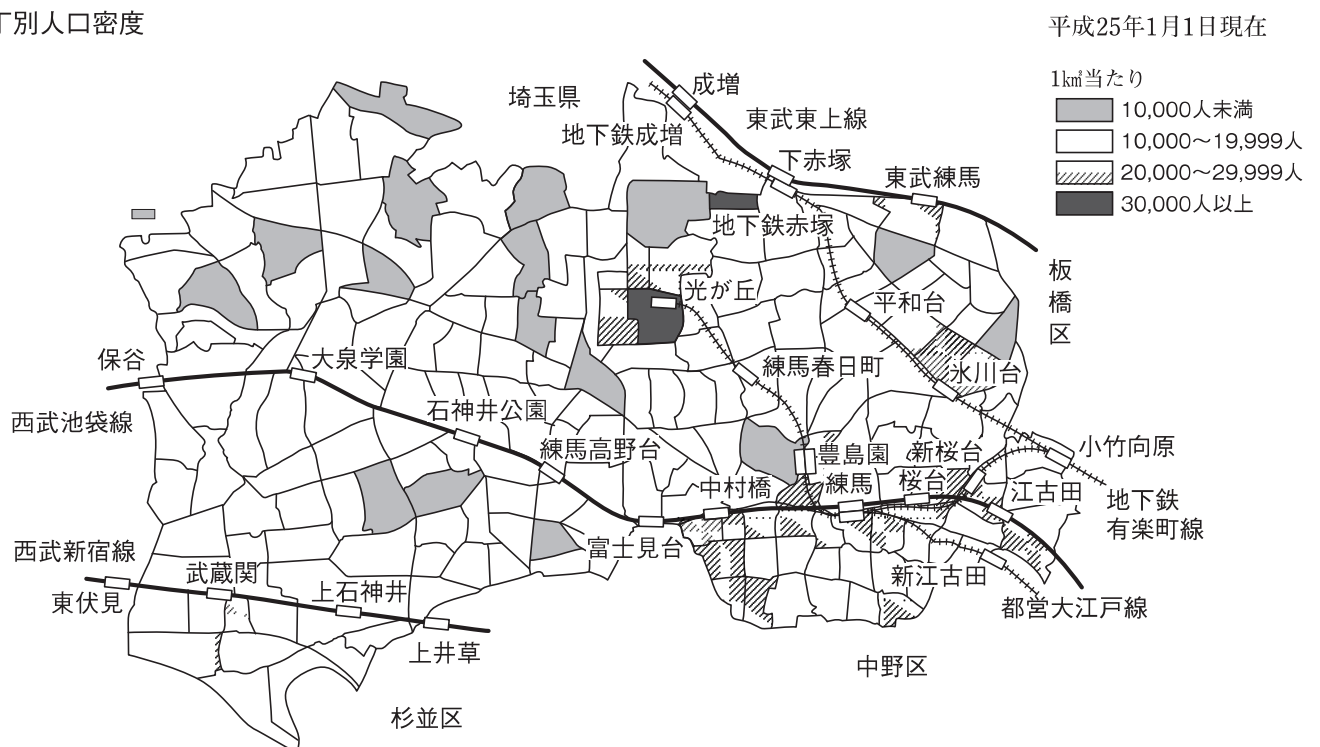 丁別人口密度
平成25年1月1日現在
1k㎡当たり
10,000人未満
10,000～19,999人
20,000～29,999人
30,000人以上
埼玉県
成増
地下鉄成増
東武東上線
下赤塚
東武練馬
地下鉄赤塚
板橋区
光が丘
平和台
保谷
大泉学園
練馬春日町
氷川台
西武池袋線
石神井公園
練馬高野台
豊島園
新桜台
小竹向原
中村橋
練馬
桜台
江古田
地下鉄
有楽町線
西武新宿線
富士見台
武蔵関
新江古田
東伏見
上石神井
都営大江戸線
上井草
中野区
杉並区